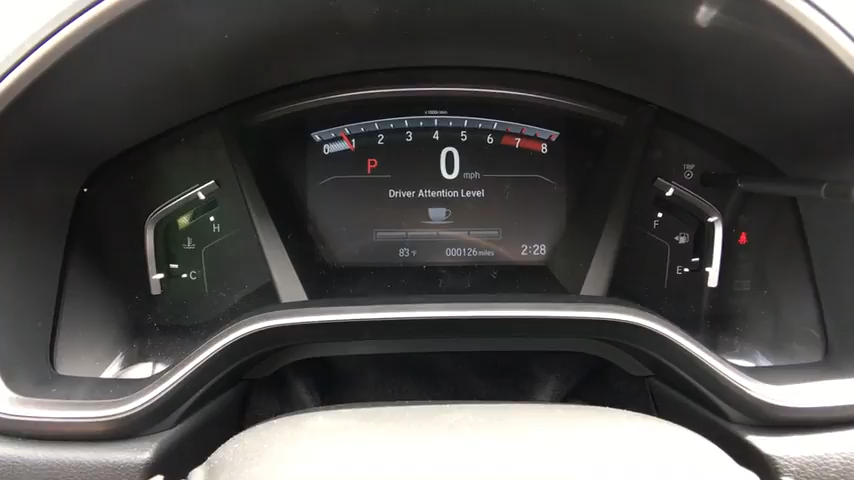 x1000r/min
0 1 2 3 4 5 6 7 8
P 0 mph
TRIP
Driver Attention Level
H
F
C
E
83°F 000126 miles 2:28